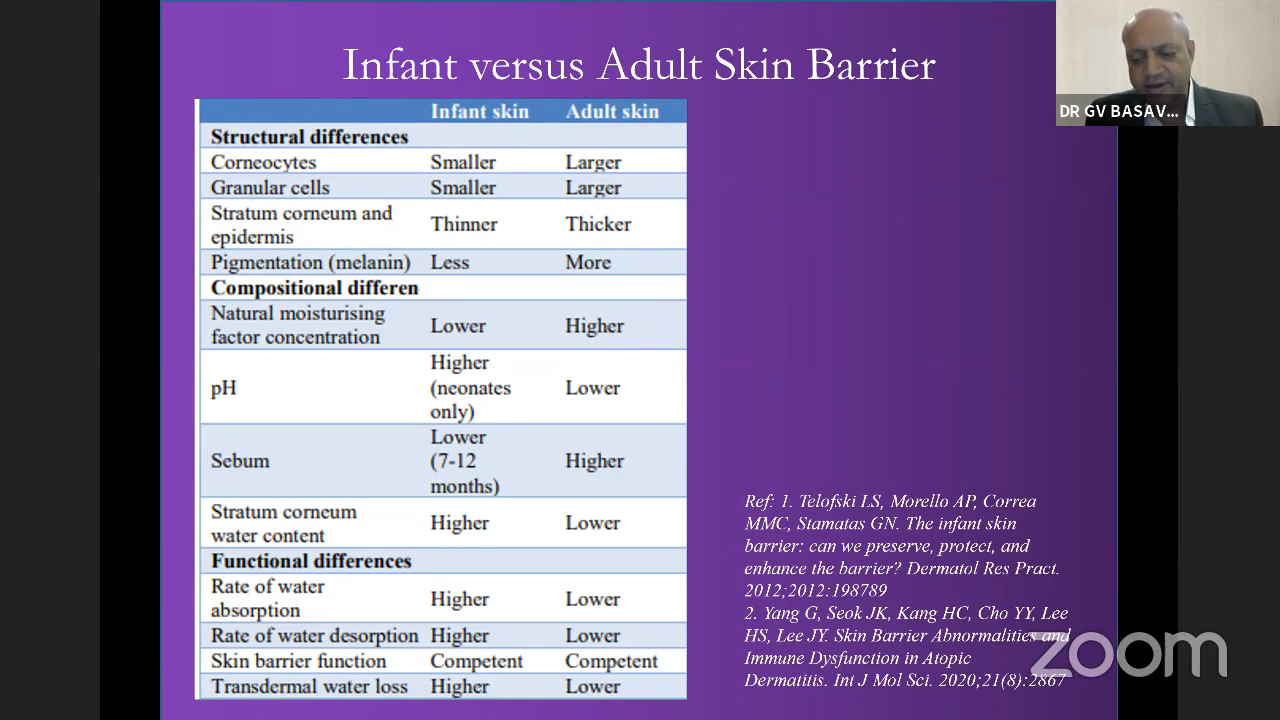 Infant versus Adult Skin Barrier
DR GV BASAV...
Infant skin Adult skin
Structural differences
Corneocytes Smaller Larger
Granular cells Smaller Larger
Stratum corneum and
epidermis Thinner Thicker
Pigmentation (melanin) Less More
Compositional differen
Natural moisturising
factor concentration Lower Higher
pH Higher
(neonates
only) Lower
Sebum Lower
(7-12
months) Higher
Stratum corneum
water content Higher Lower
Functional differences
Rate of water
absorption Higher Lower
Rate of water desorption Higher Lower
Skin barrier function Competent Competent
Transdermal water loss Higher Lower
Ref: 1. Telofski LS, Morello AP, Correa
MMC, Stamatas GN. The infant skin
barrier: can we preserve, protect, and
enhance the barrier? Dermatol Res Pract.
2012;2012:198789
2. Yang G, Seok JK, Kang HC, Cho YY, Lee
HS, Lee JY. Skin Barrier Abnormalities and
Immune Dysfunction in Atopic
Dermatitis. Int J Mol Sci. 2020;21(8):2867
zoom